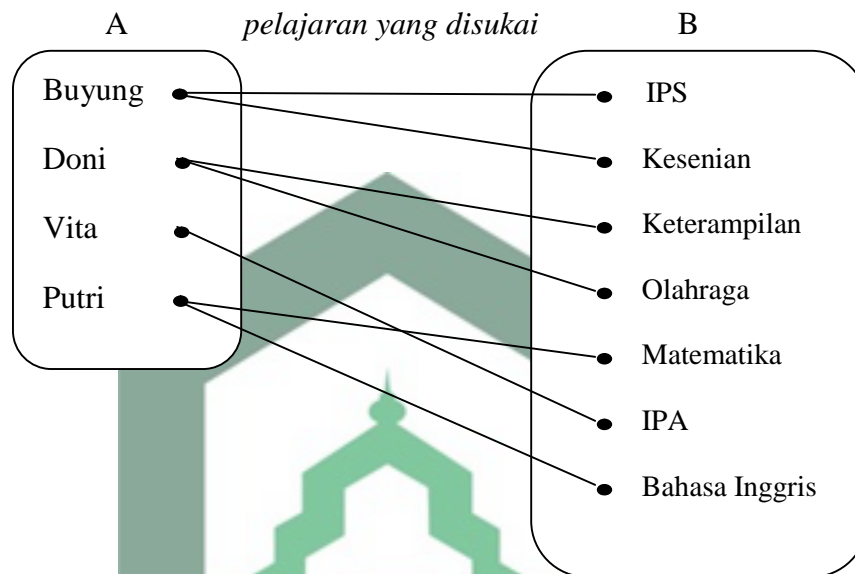 A pelajaran yang disukai B
Buyung IPS
Doni Kesenian
Vita Keterampilan
Putri Olahraga
Matematika
IPA
Bahasa Inggris